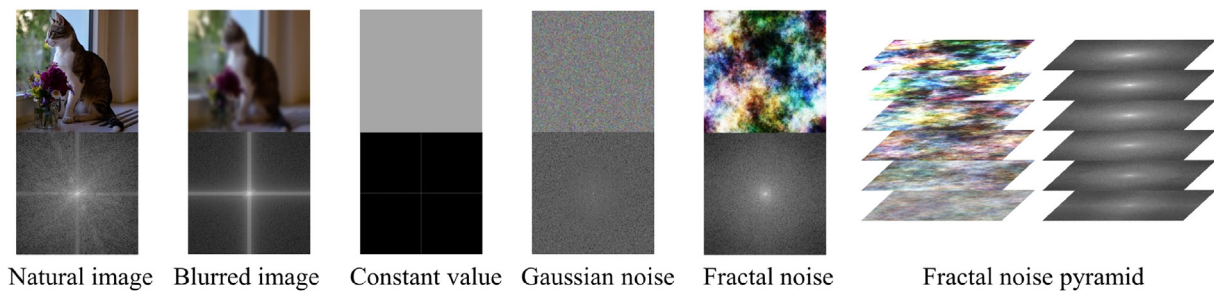 Natural image
Blurred image
Constant value
Gaussian noise
Fractal noise
Fractal noise pyramid